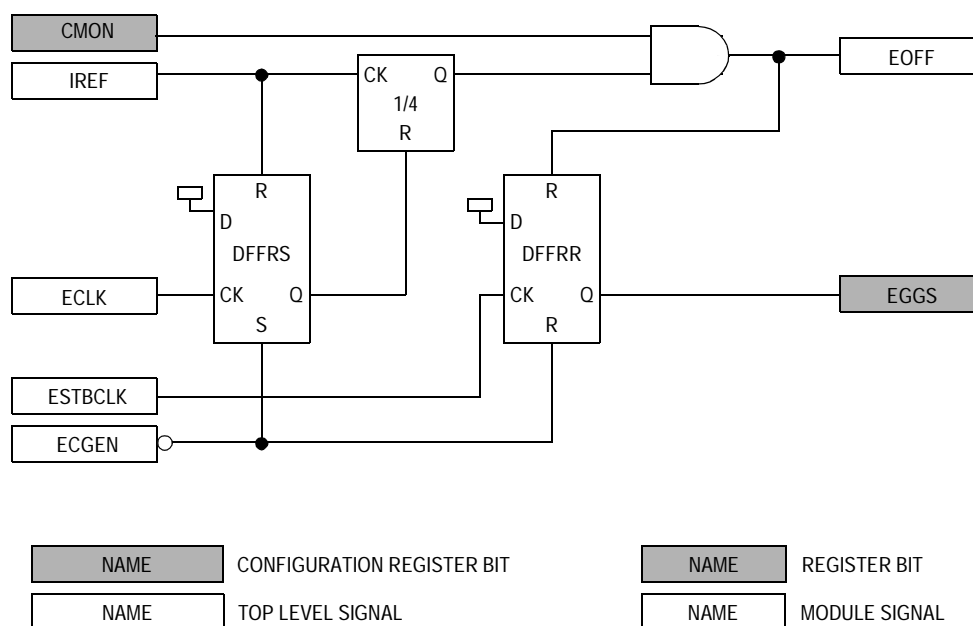 CMON
IREF
CK Q
1/4
R
EOFF
R
D
DFFRS
CK Q
S
R
D
DFFRR
CK Q
R
ECLK
EGGS
ESTBCLK
ECGEN
NAME CONFIGURATION REGISTER BIT
NAME REGISTER BIT
NAME TOP LEVEL SIGNAL
NAME MODULE SIGNAL